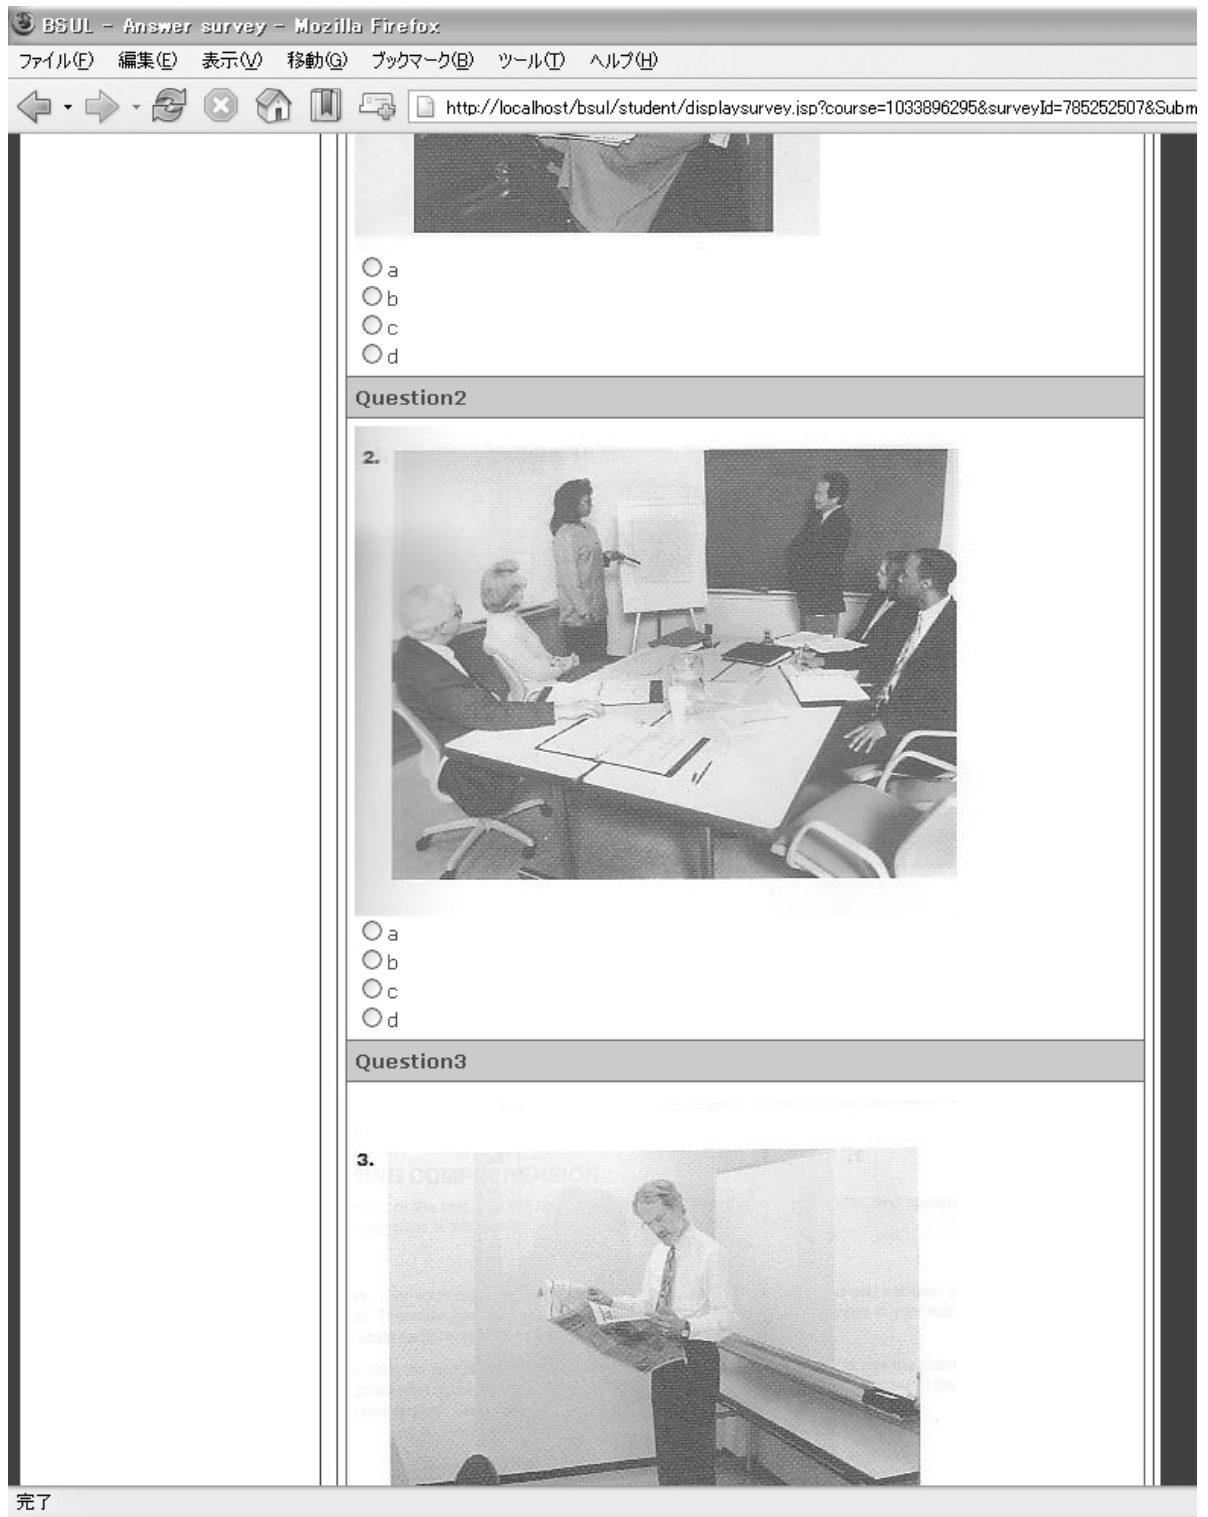 BSUL - Answer survey - Mozilla Firefox
ファイル(F) 編集(E) 表示(V) 移動(G) ブックマーク(B) ツール(T) ヘルプ(H)
http://localhost/bsul/student/displaysurvey.jsp?course=1033896295&surveyId=785252507&Subm
a
b
c
d
Question2
2.
a
b
c
d
Question3
3.
完了